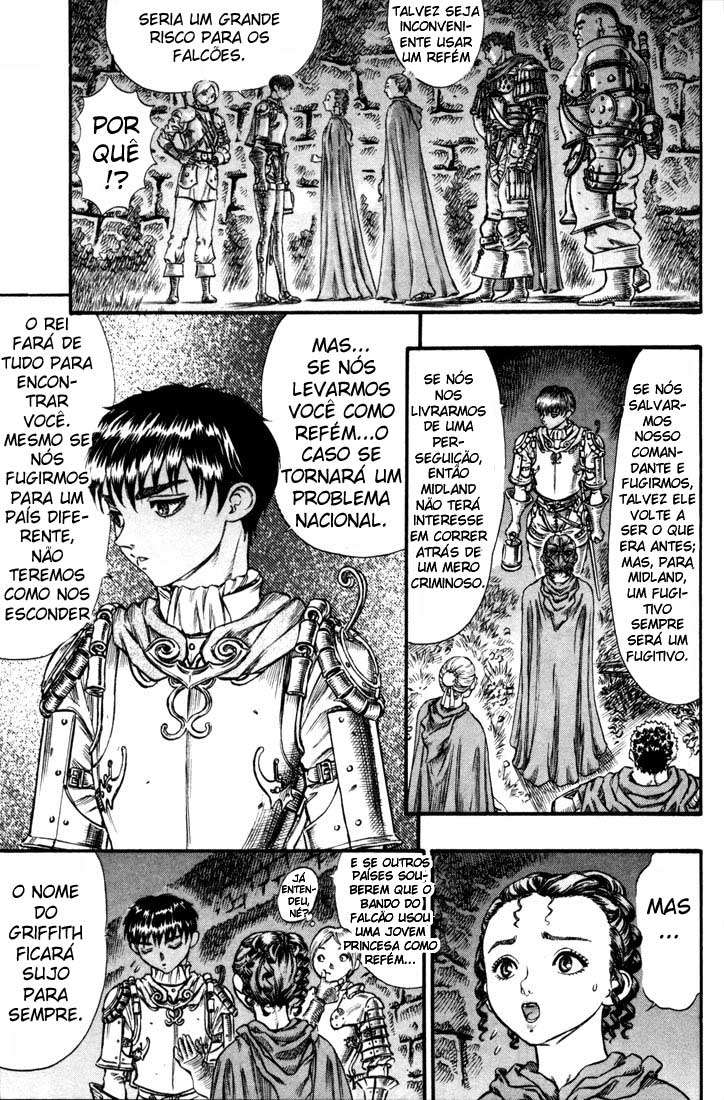 TALVEZ SEJA
INCONVENI-
ENTE USAR
UM REFÉM
SERIA UM GRANDE
RISCO PARA OS
FALCÕES.
POR
QUÊ
!?
SE NÓS
SALVAR-
MOS
NOSSO
COMAN-
DANTE E
FUGIRMOS,
TALVEZ ELE
VOLTE A
SER O QUE
ERA ANTES;
MAS, PARA
MIDLAND,
UM FUGI-
TIVO
SEMPRE
SERÁ UM
FUGITIVO.
SE NÓS
NOS
LIVRARMOS
DE UMA
PER-
SEGUIÇÃO,
ENTÃO
MIDLAND
NÃO TERÁ
INTERESSE
EM CORRER
ATRÁS DE
UM MERO
CRIMINOSO.
MAS...
SE NÓS
LEVARMOS
VOCÊ COMO
REFÉM...O
CASO SE
TORNARÁ UM
PROBLEMA
NACIONAL.
O REI
FARÁ DE
TUDO PARA
ENCON-
TRAR
VOCÊ.
MESMO SE
NÓS
FUGIRMOS
PARA UM
PAÍS DIFE-
RENTE,
NÃO
TEREMOS
COMO NOS
ESCONDER
MAS
...
E SE OUTROS
PAÍSES SOU-
BEREM QUE O
BANDO DO
FALCÃO USOU
UMA JOVEM
PRINCESA COMO
REFÉM...
JÁ
ENTEN-
DEU,
NÉ?
O NOME
DO
GRIFFITH
FICARÁ
SUJO
PARA
SEMPRE.